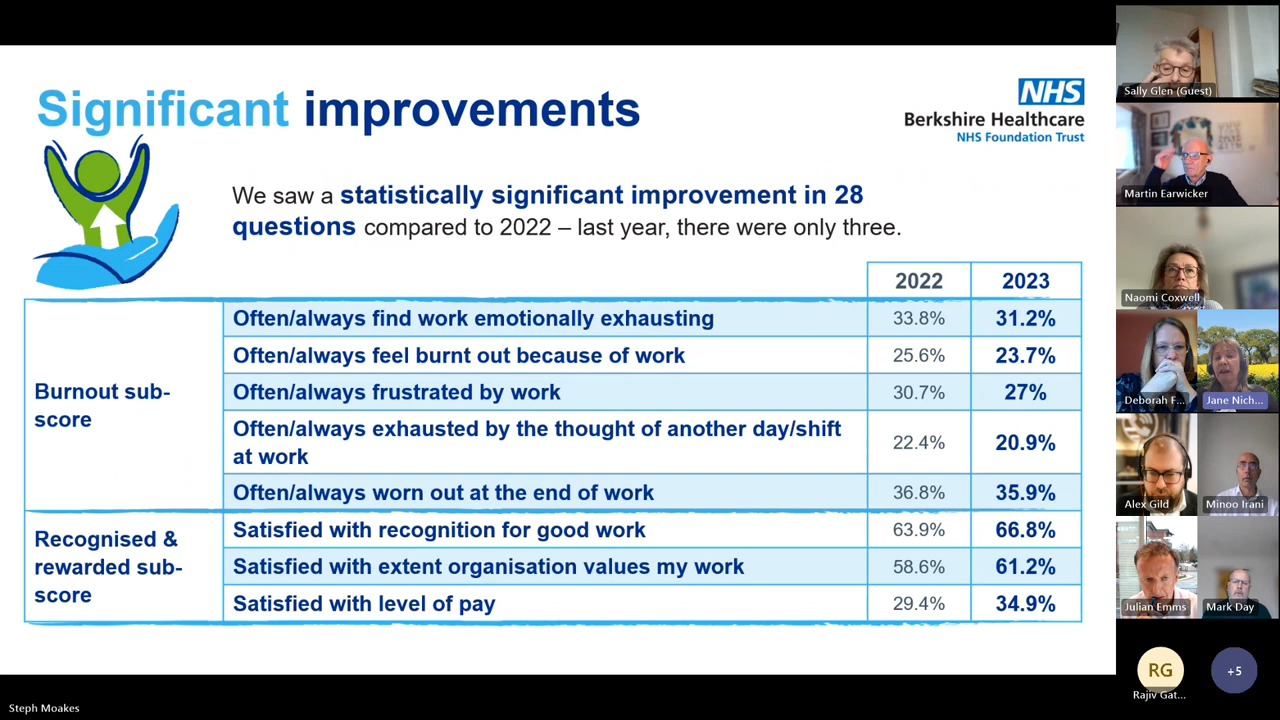 Significant improvements
NHS
Berkshire Healthcare
NHS Foundation Trust
We saw a statistically significant improvement in 28
questions compared to 2022 – last year, there were only three.
2022 2023
Burnout sub-
score
Often/always find work emotionally exhausting 33.8% 31.2%
Often/always feel burnt out because of work 25.6% 23.7%
Often/always frustrated by work 30.7% 27%
Often/always exhausted by the thought of another day/shift
at work 22.4% 20.9%
Often/always worn out at the end of work 36.8% 35.9%
Recognised &
rewarded sub-
score
Satisfied with recognition for good work 63.9% 66.8%
Satisfied with extent organisation values my work 58.6% 61.2%
Satisfied with level of pay 29.4% 34.9%
Steph Moakes
Sally Glen (Guest)
Martin Earwicker
Naomi Coxwell
Deborah F...
Jane Nich...
Alex Gild
Minoo Irani
Julian Emms
Mark Day
RG
Rajiv Gat...
+5